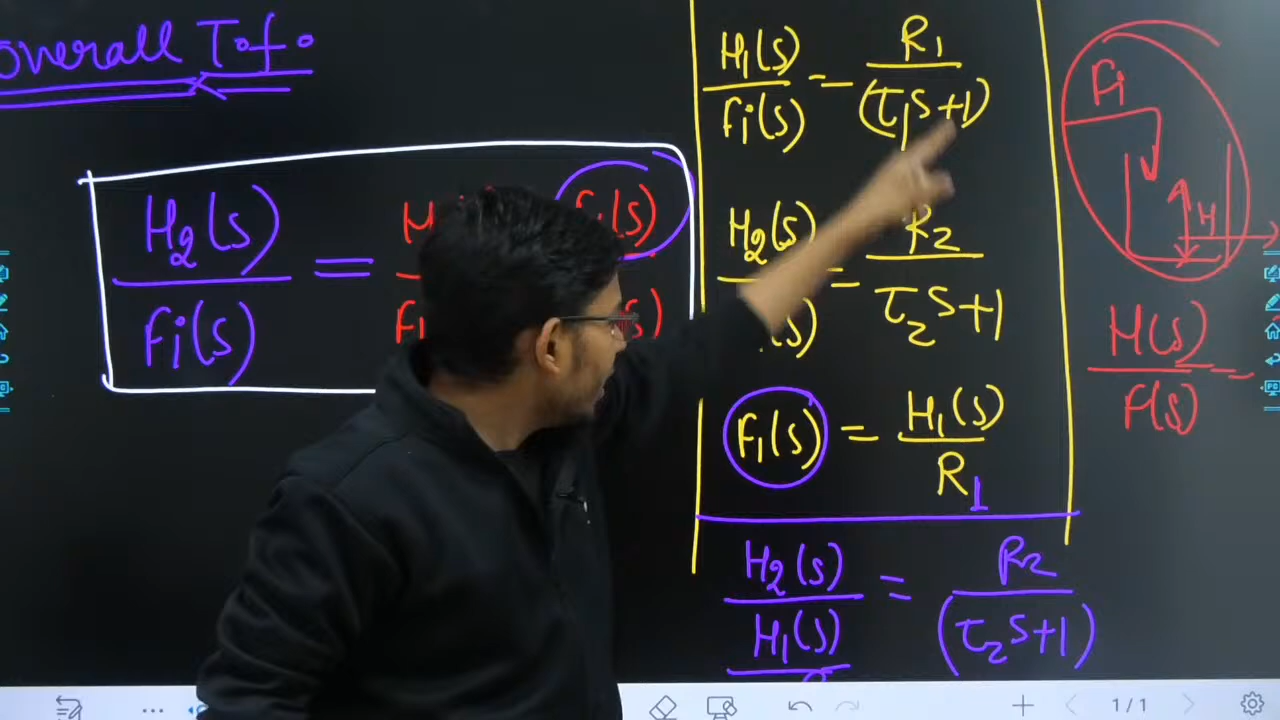 Overall T.f.
H₂(s)
Fi(s)
=
H₁(s)
Fi(s)
= R₁
(τ₁s+1)
H₂(s)
(s)
= R₂
τ₂s+1
F₁(s) = H₁(s)
R₁
H₂(s)
H₁(s)
= R₂
(τ₂s+1)
Fi
H
H(s)
F(s)
=
1/1